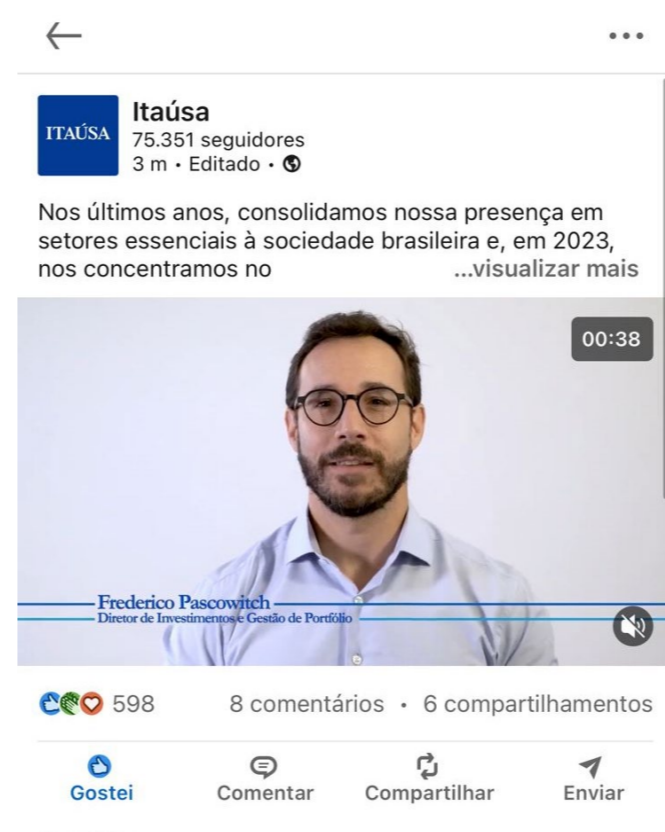 ITAÚSA
Itaúsa
75.351 seguidores
3 m • Editado •
Nos últimos anos, consolidamos nossa presença em
setores essenciais à sociedade brasileira e, em 2023,
nos concentramos no ...visualizar mais
00:38
Frederico Pascowitch
Diretor de Investimentos e Gestão de Portfólio
598 8 comentários • 6 compartilhamentos
Gostei Comentar Compartilhar Enviar